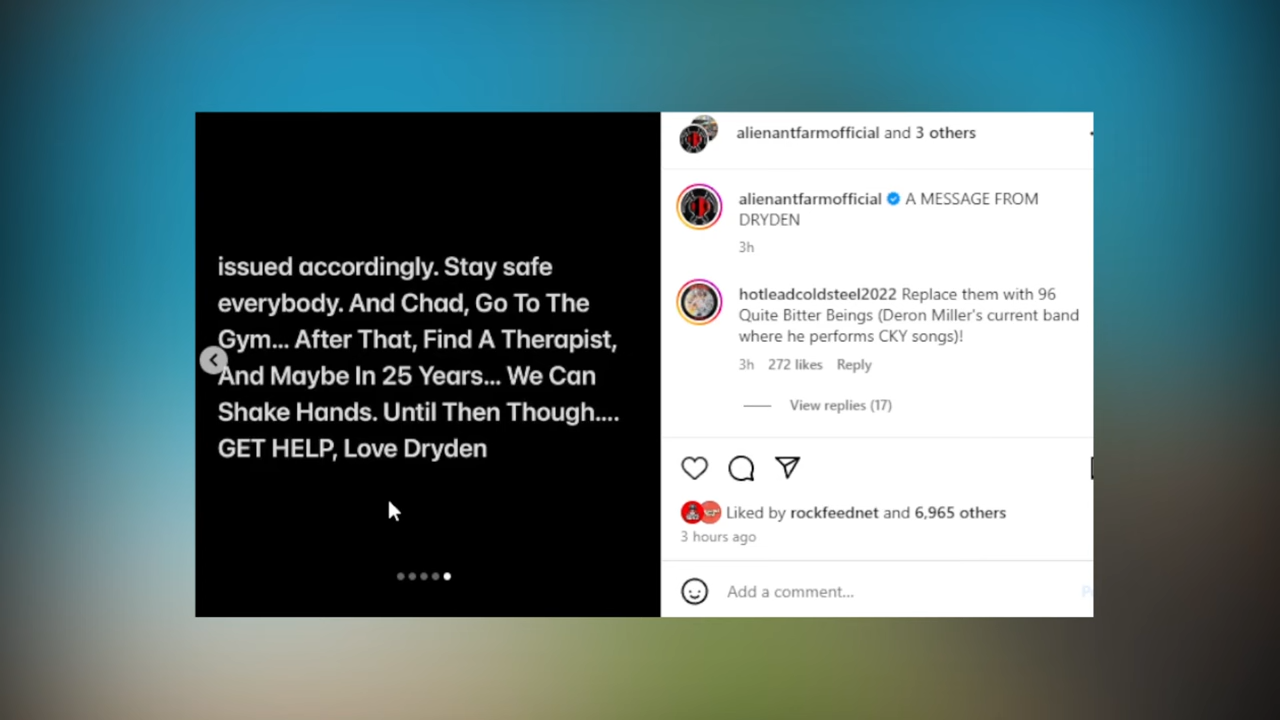 issued accordingly. Stay safe
everybody. And Chad, Go To The
Gym... After That, Find A Therapist,
And Maybe In 25 Years... We Can
Shake Hands. Until Then Though....
GET HELP, Love Dryden
alienantfarmofficial and 3 others
alienantfarmofficial A MESSAGE FROM
DRYDEN
3h
hotleadcoldsteel2022 Replace them with 96
Quite Bitter Beings (Deron Miller's current band
where he performs CKY songs)!
3h 272 likes Reply
View replies (17)
Liked by rockfeednet and 6,965 others
3 hours ago
Add a comment...